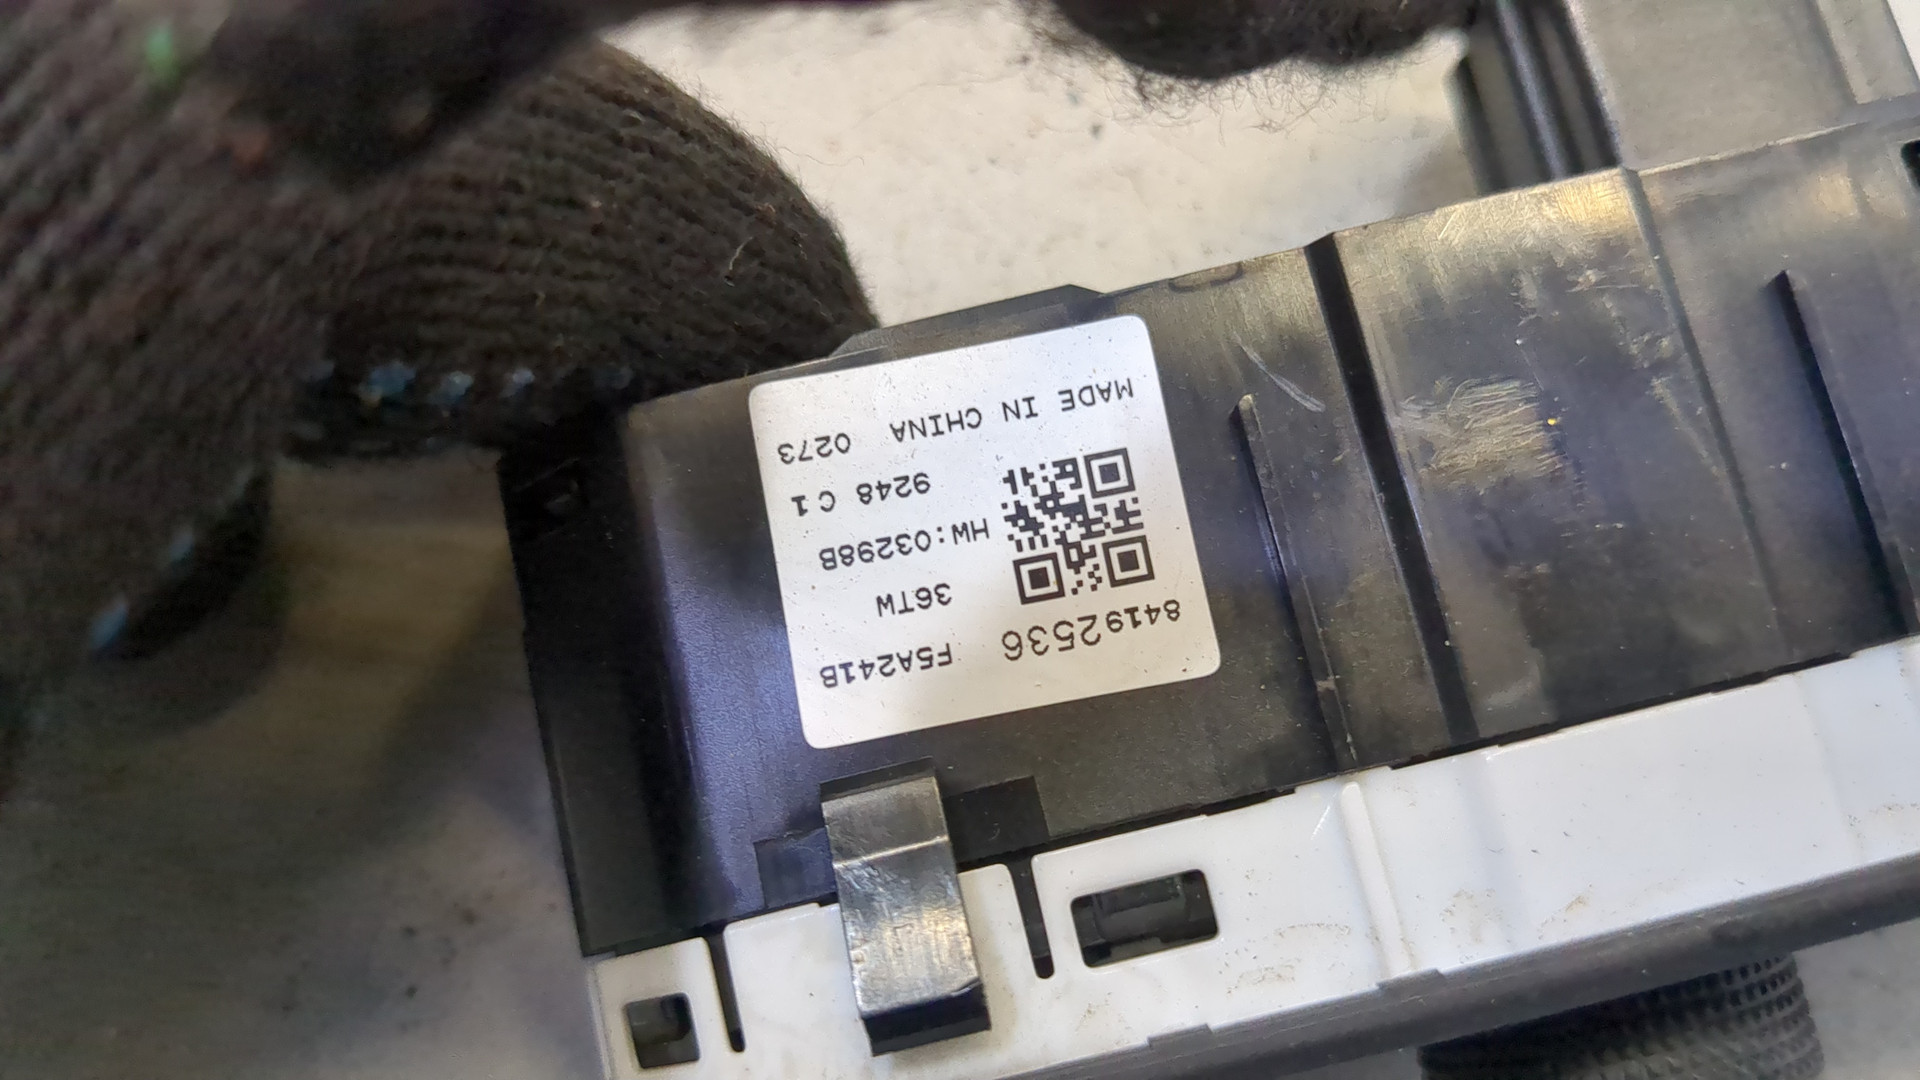 84192536 F5A241B
36TW
HW:03298B
9248 C1
MADE IN CHINA 0273